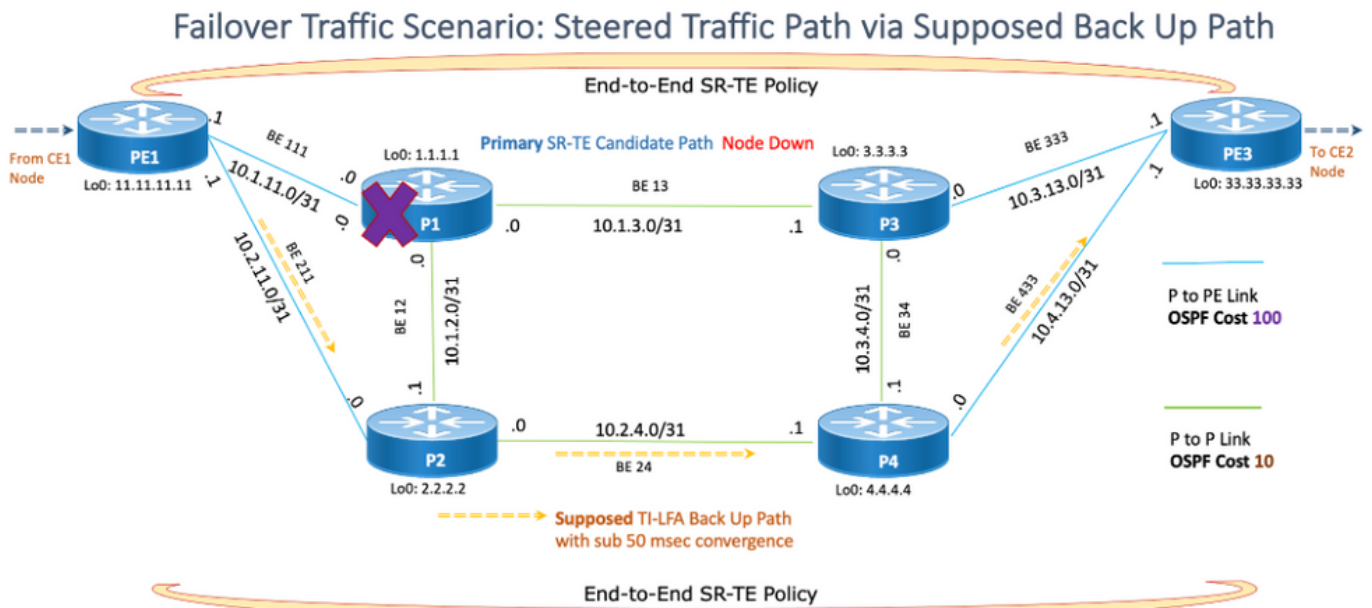 Failover Traffic Scenario: Steered Traffic Path via Supposed Back Up Path
End-to-End SR-TE Policy
.1
BE 111
Primary SR-TE Candidate Path Node Down
BE 333
.1
From CE1
Node
PE1
Lo0: 11.11.11.11
.1
10.1.11.0/31
.0
.0
Lo0: 1.1.1.1
P1
.0
BE 13
10.1.3.0/31
.1
Lo0: 3.3.3.3
P3
.0
10.3.13.0/31
.1
PE3
Lo0: 33.33.33.33
To CE2
Node
BE 211
10.2.11.0/31
.0
.0
BE 12
10.1.2.0/31
.1
.0
10.3.4.0/31
BE 34
.1
BE 433
10.4.13.0/31
.0
P to PE Link
OSPF Cost 100
P2
Lo0: 2.2.2.2
.0
10.2.4.0/31
BE 24
.1
P4
Lo0: 4.4.4.4
P to P Link
OSPF Cost 10
Supposed TI-LFA Back Up Path
with sub 50 msec convergence
End-to-End SR-TE Policy